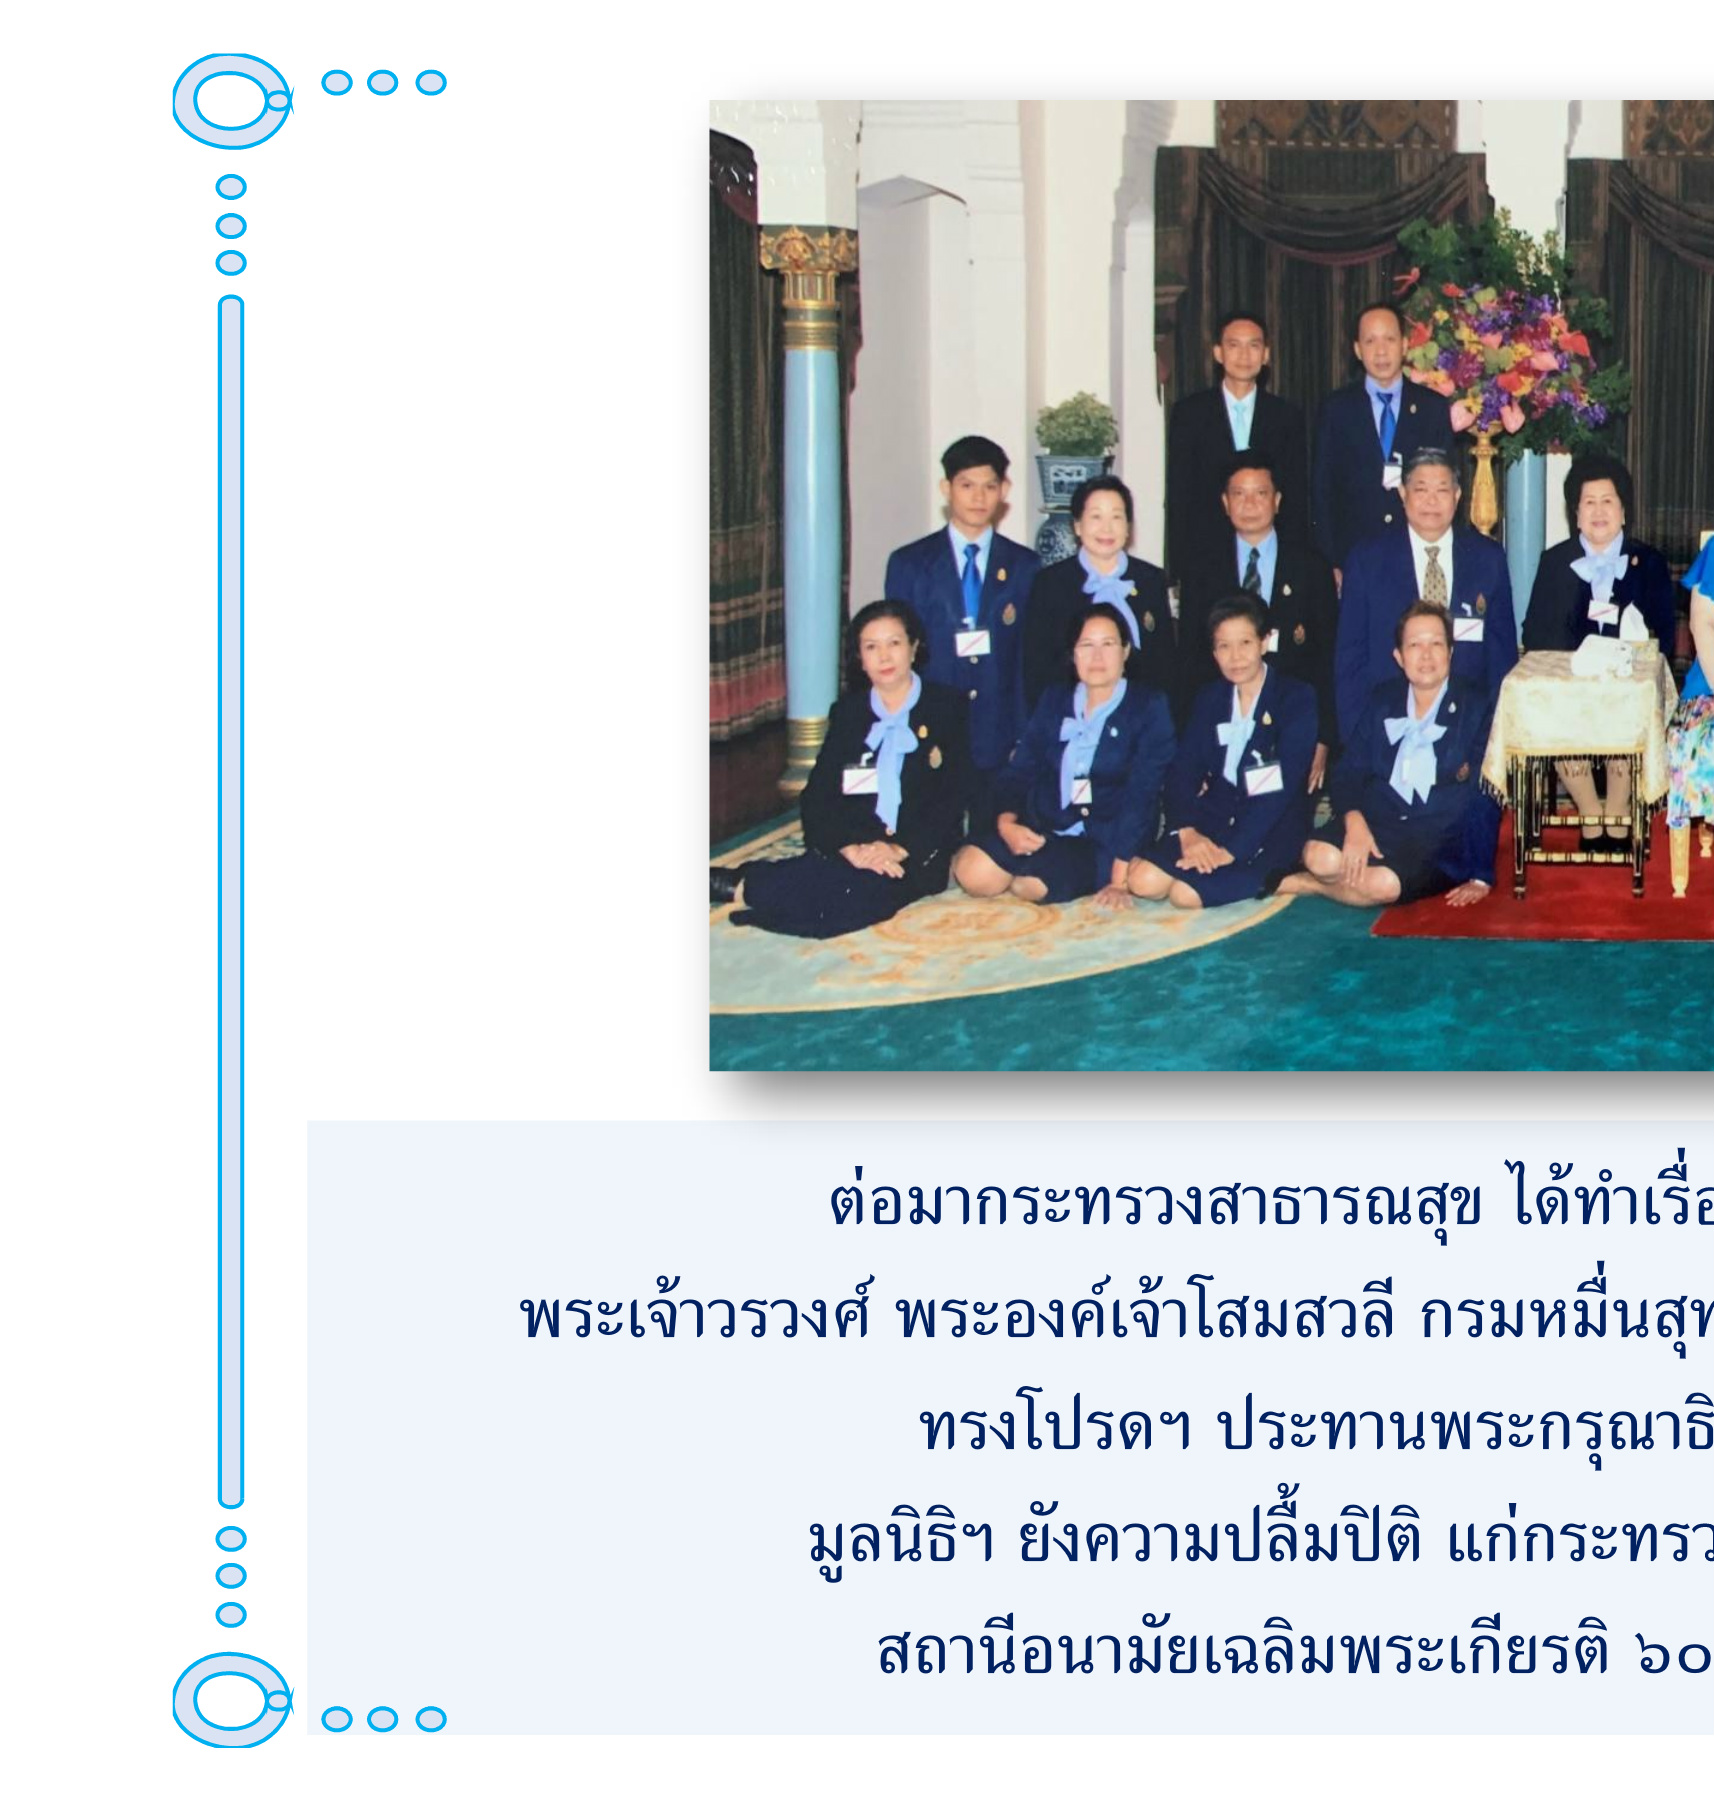 ต่อมากระทรวงสาธารณสุข ได้ทำเรื่อ
พระเจ้าวรวงศ์ พระองค์เจ้าโสมสวลี กรมหมื่นสุท
ทรงโปรดฯ ประทานพระกรุณาธิ
มูลนิธิฯ ยังความปลื้มปิติ แก่กระทรว
สถานีอนามัยเฉลิมพระเกียรติ ๖๐